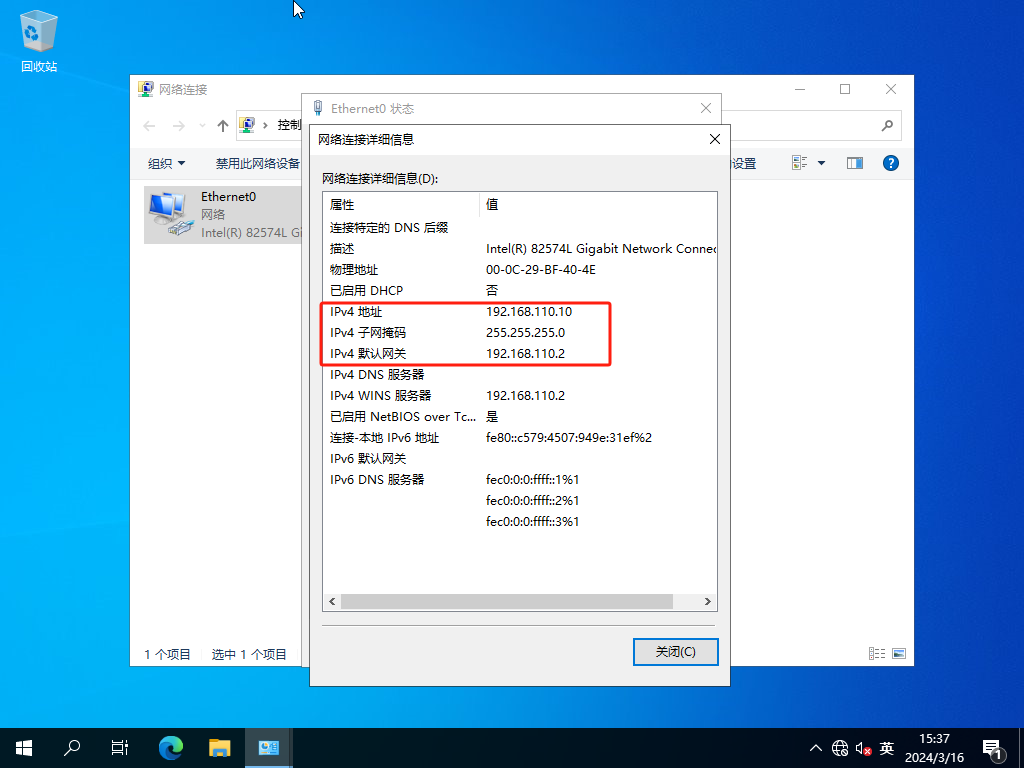 回收站
网络连接
控制
组织
禁用此网络设备
设置
Ethernet0
网络
Intel(R) 82574L Gi
1 个项目
选中 1 个项目
Ethernet0 状态
网络连接详细信息
网络连接详细信息(D):
属性 值
连接特定的 DNS 后缀
描述 Intel(R) 82574L Gigabit Network Connec
物理地址 00-0C-29-BF-40-4E
已启用 DHCP 否
IPv4 地址 192.168.110.10
IPv4 子网掩码 255.255.255.0
IPv4 默认网关 192.168.110.2
IPv4 DNS 服务器
IPv4 WINS 服务器 192.168.110.2
已启用 NetBIOS over Tc... 是
连接-本地 IPv6 地址 fe80::c579:4507:949e:31ef%2
IPv6 默认网关
IPv6 DNS 服务器 fec0:0:0:ffff::1%1
fec0:0:0:ffff::2%1
fec0:0:0:ffff::3%1
关闭(C)
英
15:37
2024/3/16
1